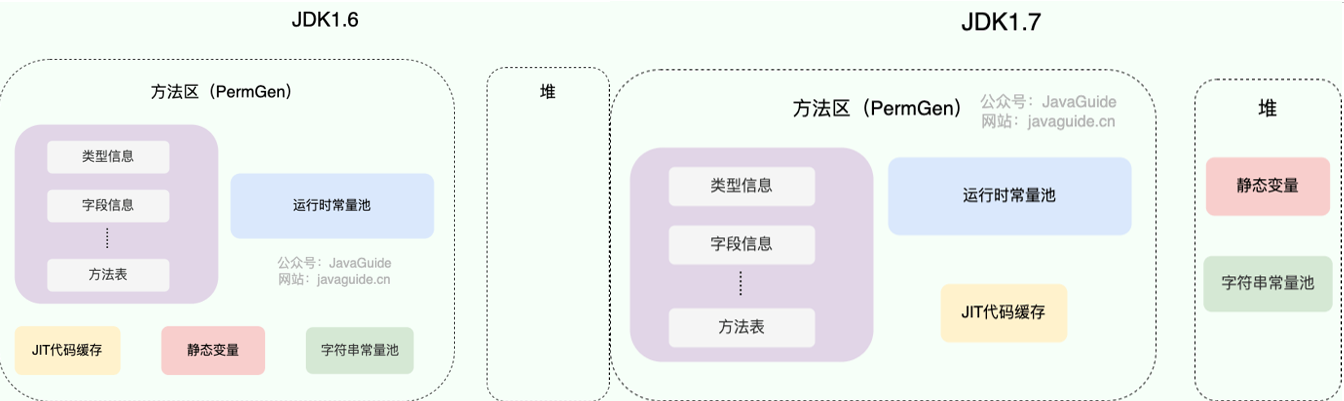 JDK1.6
方法区（PermGen）
类型信息
字段信息
方法表
运行时常量池
公众号：JavaGuide
网站：javaguide.cn
JIT代码缓存
静态变量
字符串常量池
堆
JDK1.7
方法区（PermGen）
公众号：JavaGuide
网站：javaguide.cn
类型信息
字段信息
方法表
运行时常量池
JIT代码缓存
堆
静态变量
字符串常量池